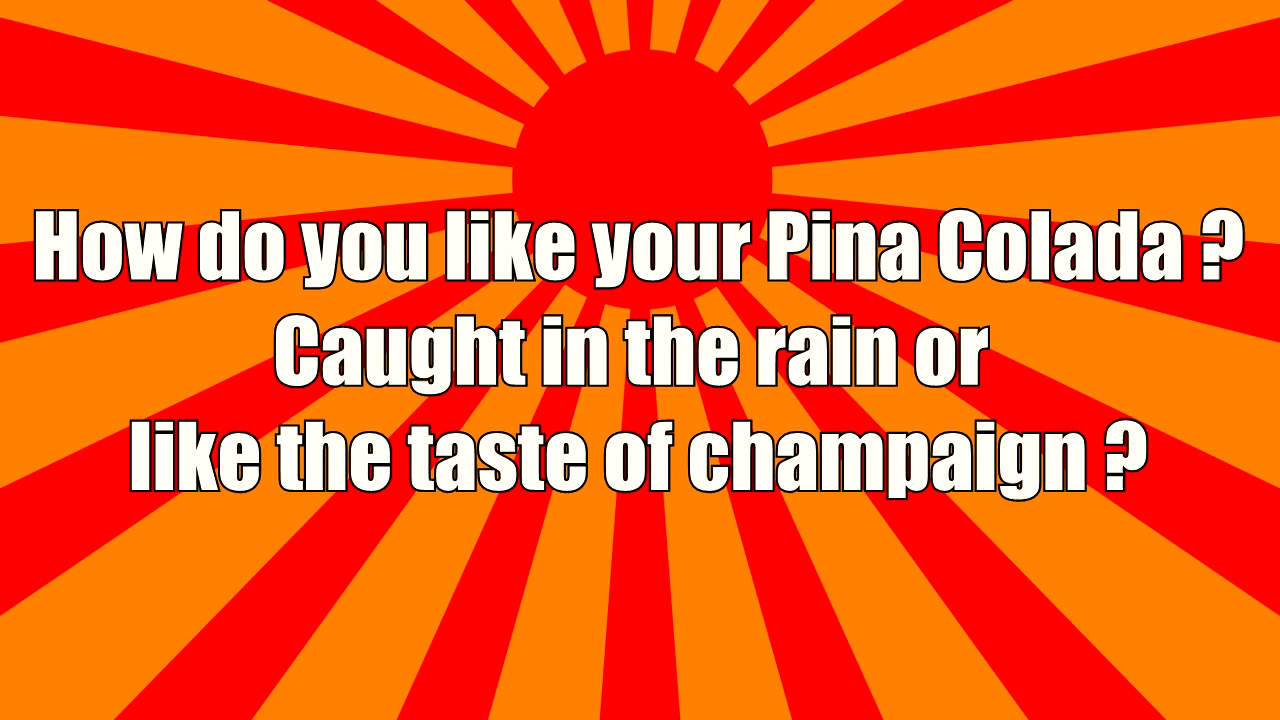 How do you like your Pina Colada ?
Caught in the rain or
like the taste of champaign ?